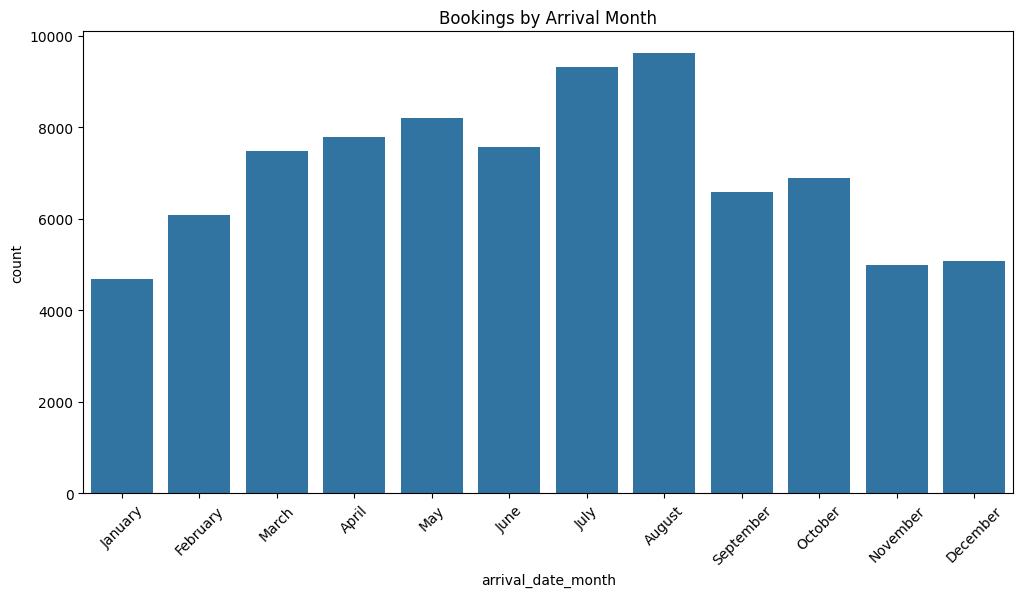 Bookings by Arrival Month
10000
8000
6000
4000
2000
0
count
January
February
March
April
May
June
July
August
September
October
November
December
arrival_date_month